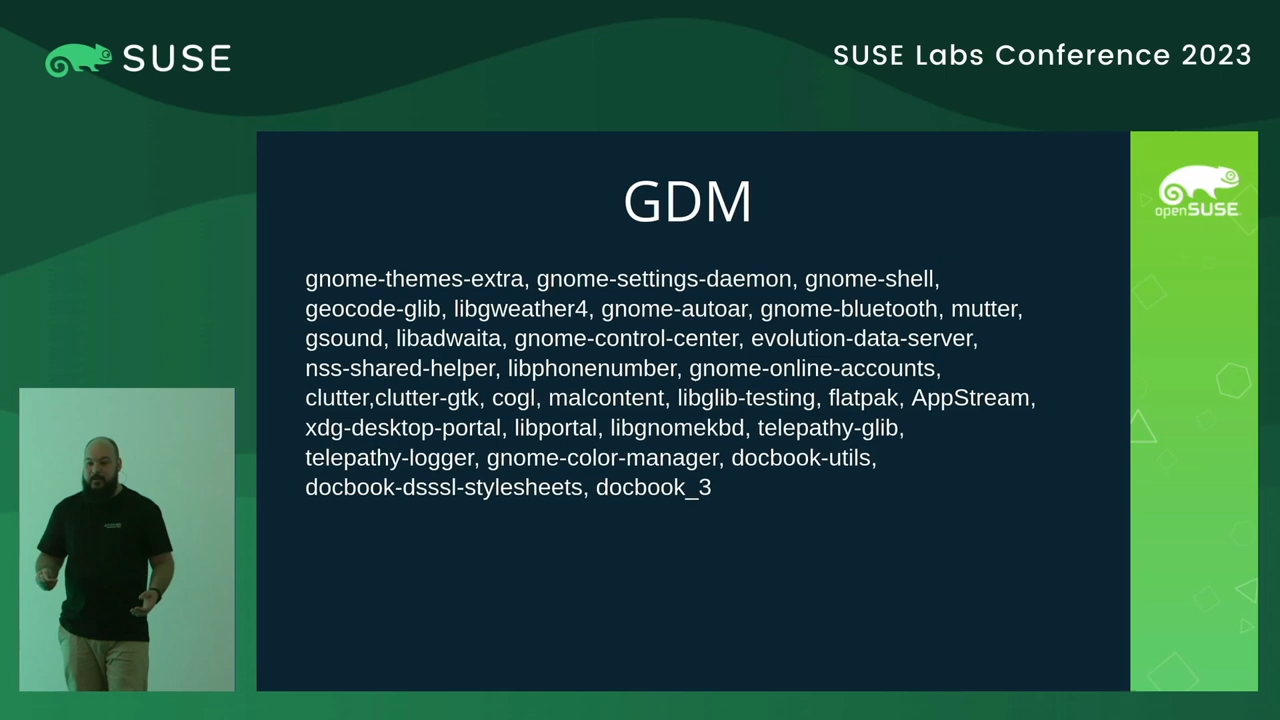 SUSE
SUSE Labs Conference 2023
GDM
openSUSE
gnome-themes-extra, gnome-settings-daemon, gnome-shell,
geocode-glib, libgweather4, gnome-autoar, gnome-bluetooth, mutter,
gsound, libadwaita, gnome-control-center, evolution-data-server,
nss-shared-helper, libphonenumber, gnome-online-accounts,
clutter,clutter-gtk, cogl, malcontent, libglib-testing, flatpak, AppStream,
xdg-desktop-portal, libportal, libgnomekbd, telepathy-glib,
telepathy-logger, gnome-color-manager, docbook-utils,
docbook-dsssl-stylesheets, docbook_3